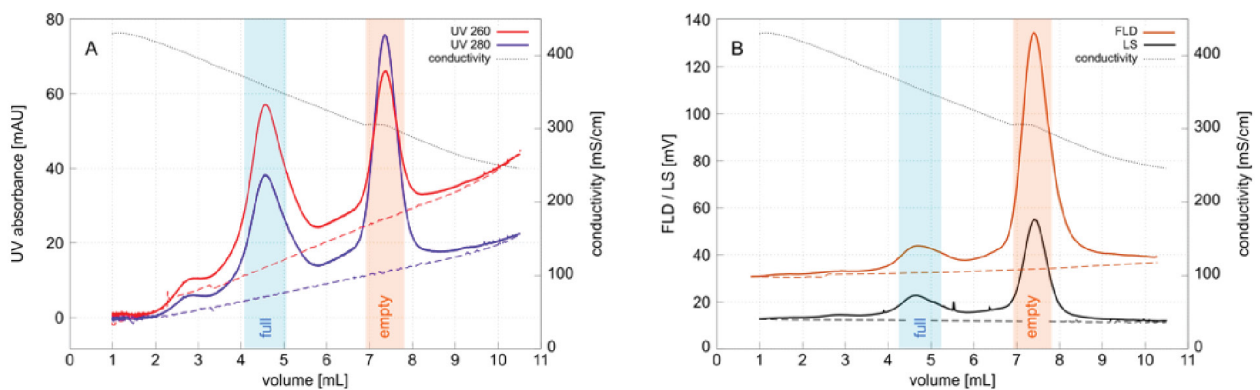 A
UV 260
UV 280
conductivity
80
60
40
20
0
UV absorbance [mAU]
400
300
200
100
0
conductivity [mS/cm]
full
empty
0 1 2 3 4 5 6 7 8 9 10 11
volume [mL]
B
FLD
LS
conductivity
140
120
100
80
60
40
20
0
FLD / LS [mV]
400
300
200
100
0
conductivity [mS/cm]
full
empty
0 1 2 3 4 5 6 7 8 9 10 11
volume [mL]